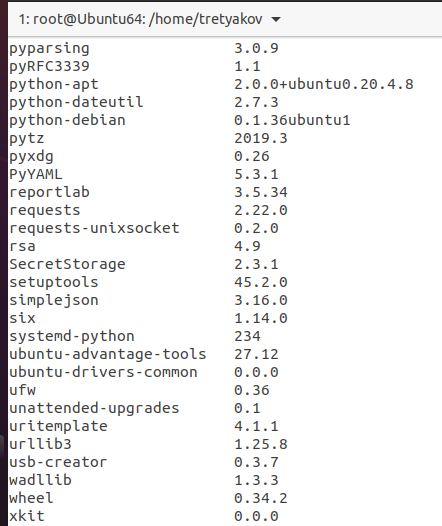 1: root@Ubuntu64: /home/tretyakov
pyparsing 3.0.9
pyRFC3339 1.1
python-apt 2.0.0+ubuntu0.20.4.8
python-dateutil 2.7.3
python-debian 0.1.36ubuntu1
pytz 2019.3
pyxdg 0.26
PyYAML 5.3.1
reportlab 3.5.34
requests 2.22.0
requests-unixsocket 0.2.0
rsa 4.9
SecretStorage 2.3.1
setuptools 45.2.0
simplejson 3.16.0
six 1.14.0
systemd-python 234
ubuntu-advantage-tools 27.12
ubuntu-drivers-common 0.0.0
ufw 0.36
unattended-upgrades 0.1
uritemplate 4.1.1
urllib3 1.25.8
usb-creator 0.3.7
wadllib 1.3.3
wheel 0.34.2
xkit 0.0.0